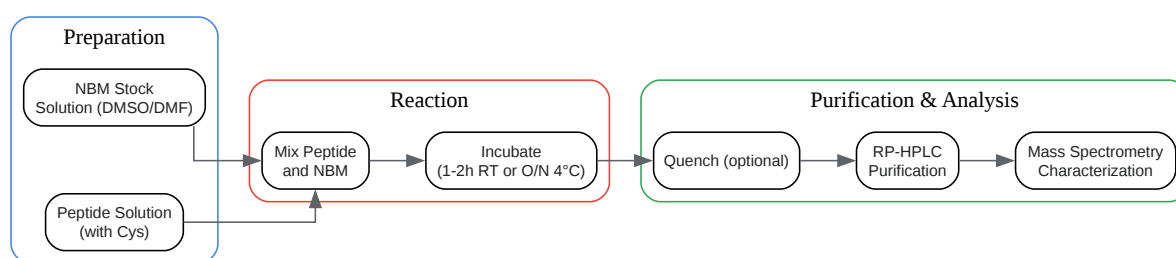 Preparation
NBM Stock
Solution (DMSO/DMF)
Peptide Solution
(with Cys)
Reaction
Mix Peptide
and NBM
Incubate
(1-2h RT or O/N 4°C)
Purification & Analysis
Quench (optional)
RP-HPLC
Purification
Mass Spectrometry
Characterization